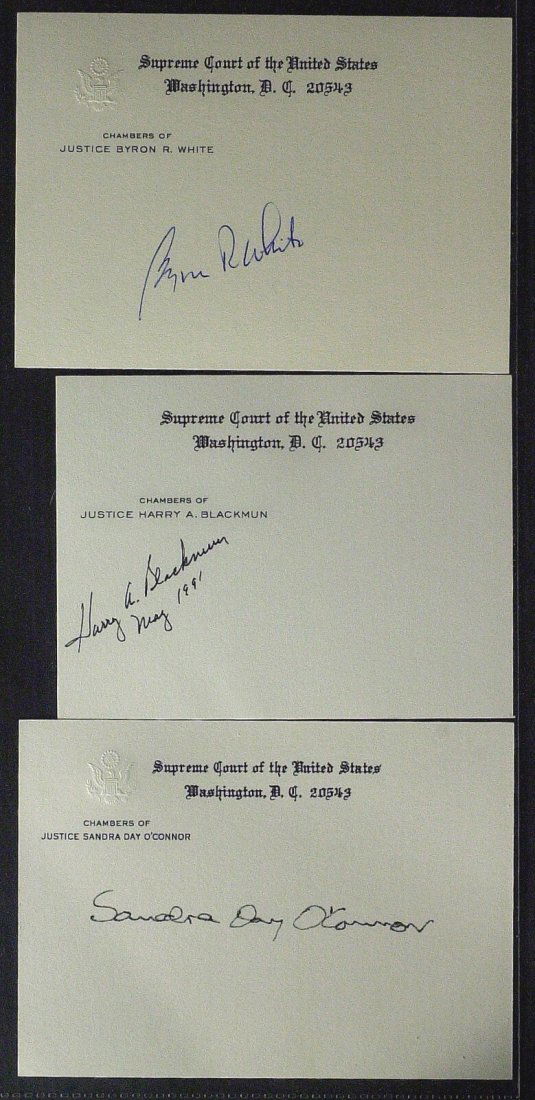 Supreme Court of the United States
Washington, D. C. 20543
CHAMBERS OF
JUSTICE BYRON R. WHITE
Byron R White
Supreme Court of the United States
Washington, D. C. 20543
CHAMBERS OF
JUSTICE HARRY A. BLACKMUN
Harry A. Blackmun
May 1991
Supreme Court of the United States
Washington, D. C. 20543
CHAMBERS OF
JUSTICE SANDRA DAY O'CONNOR
Sandra Day O'Connor